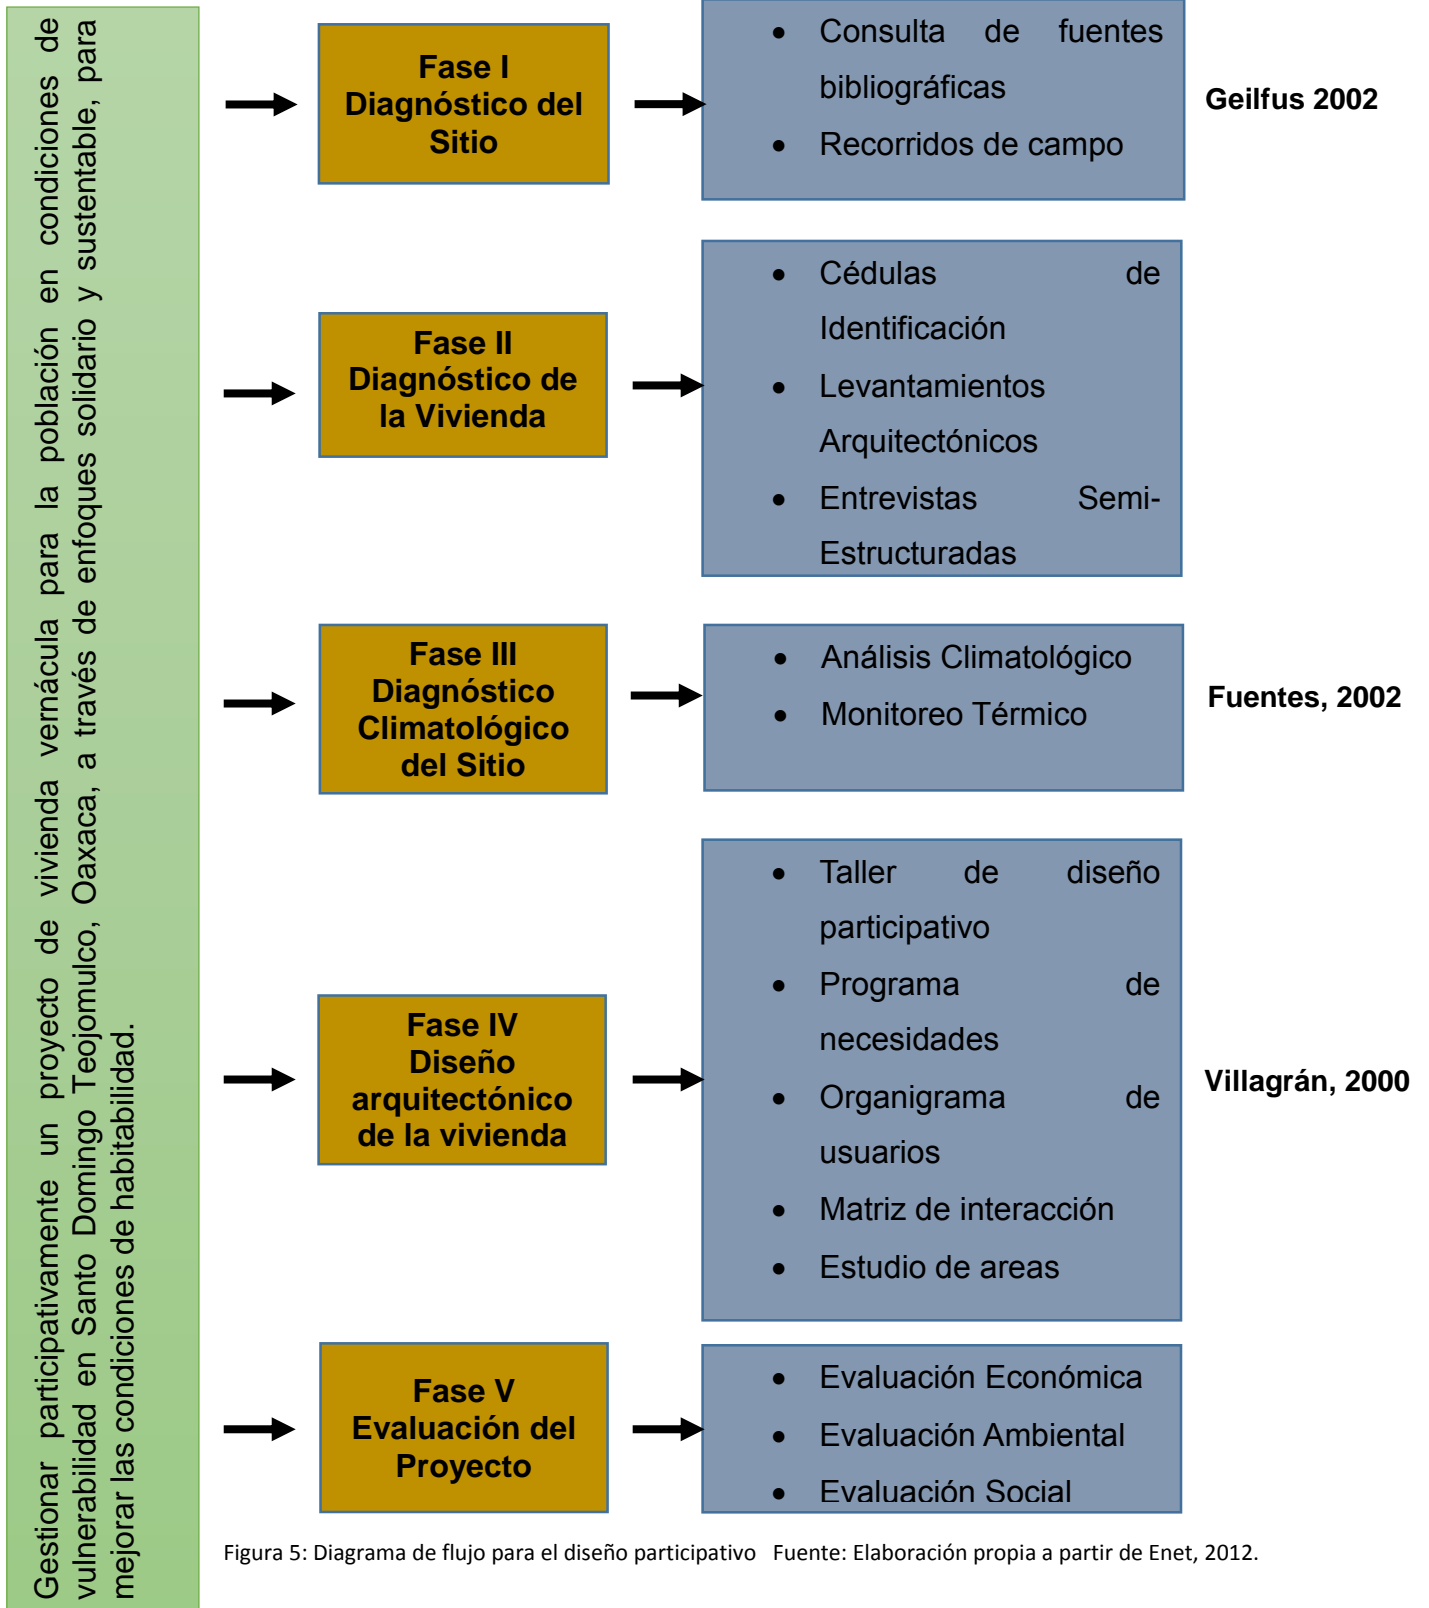 Gestionar participativamente un proyecto de vivienda vernácula para la población en condiciones de
vulnerabilidad en Santo Domingo Teojomulco, Oaxaca, a través de enfoques solidario y sustentable, para
mejorar las condiciones de habitabilidad.
Fase I
Diagnóstico del
Sitio
• Consulta de fuentes
bibliográficas
• Recorridos de campo
Geilfus 2002
Fase II
Diagnóstico de
la Vivienda
• Cédulas de
Identificación
• Levantamientos
Arquitectónicos
• Entrevistas Semi-
Estructuradas
Fase III
Diagnóstico
Climatológico
del Sitio
• Análisis Climatológico
• Monitoreo Térmico
Fuentes, 2002
Fase IV
Diseño
arquitectónico
de la vivienda
• Taller de diseño
participativo
• Programa de
necesidades
• Organigrama de
usuarios
• Matriz de interacción
• Estudio de areas
Villagrán, 2000
Fase V
Evaluación del
Proyecto
• Evaluación Económica
• Evaluación Ambiental
• Evaluación Social
Figura 5: Diagrama de flujo para el diseño participativo Fuente: Elaboración propia a partir de Enet, 2012.